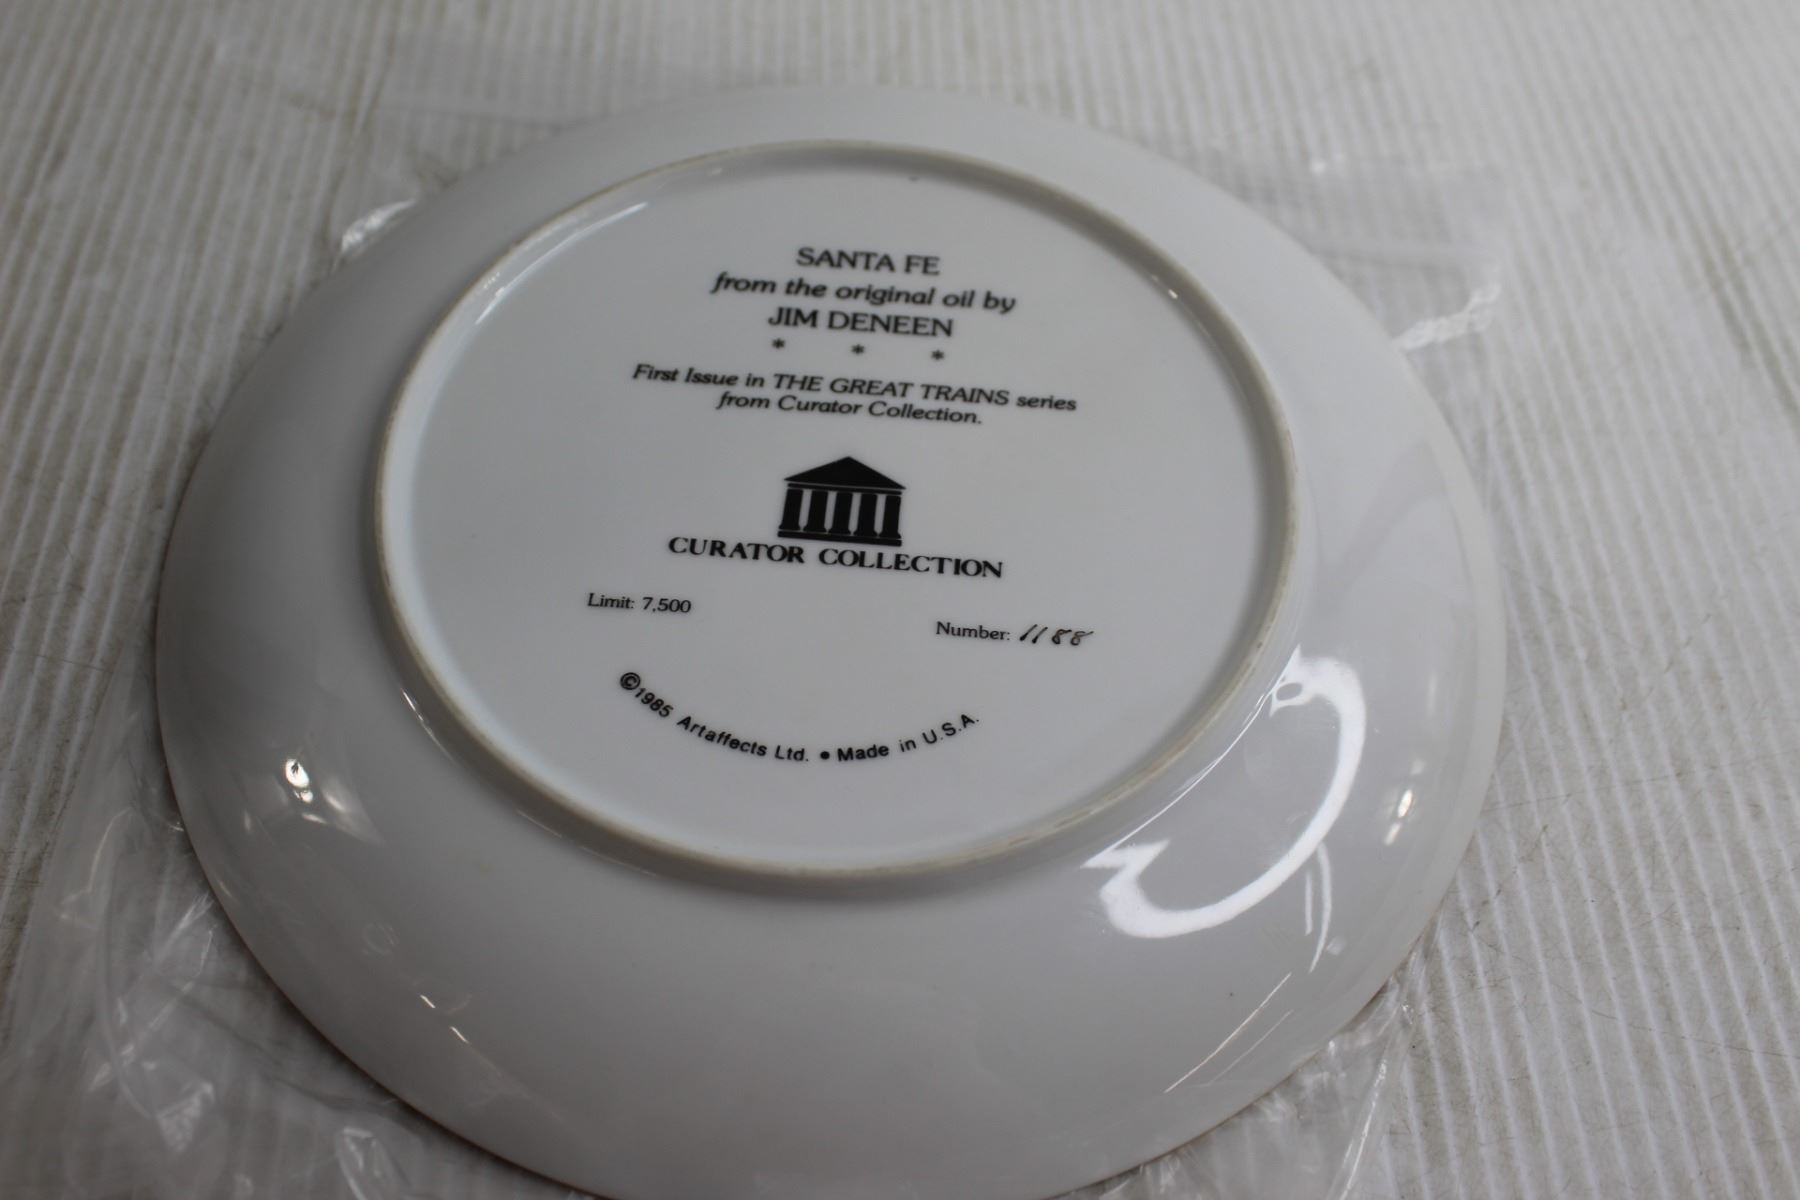 SANTA FE
from the original oil by
JIM DENEEN
* * *
First Issue in THE GREAT TRAINS series
from Curator Collection.
CURATOR COLLECTION
Limit: 7,500
Number: 1188
©1985 Artaffects Ltd. • Made in U.S.A.